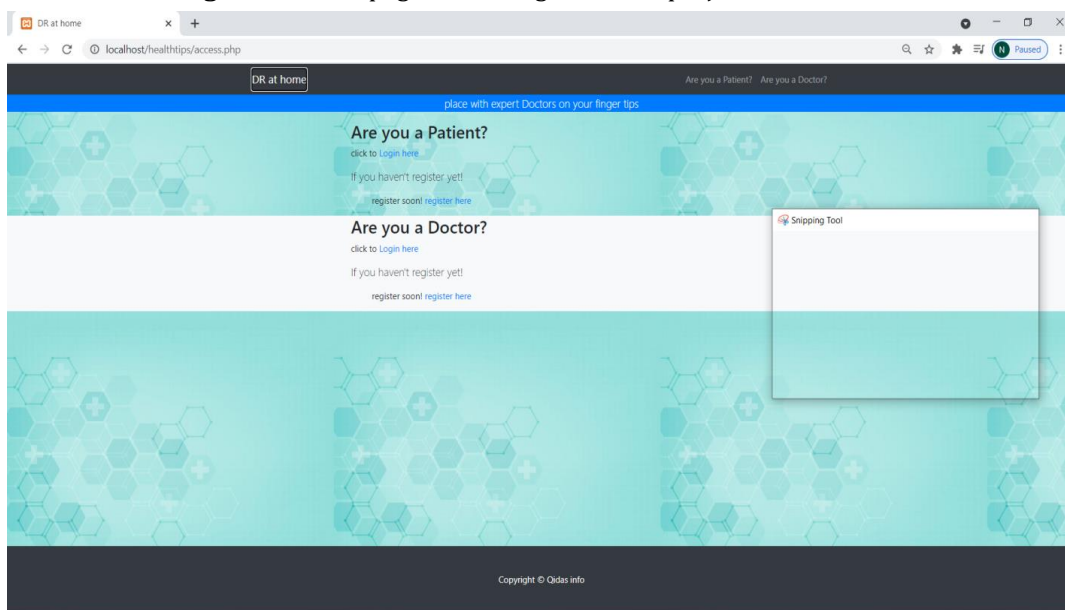 DR at home
localhost/healthtips/access.php
Paused
DR at home
Are you a Patient? Are you a Doctor?
place with expert Doctors on your finger tips
Are you a Patient?
click to Login here
If you haven't register yet!
register soon! register here
Snipping Tool
Are you a Doctor?
click to Login here
If you haven't register yet!
register soon! register here
Copyright © Qidas info